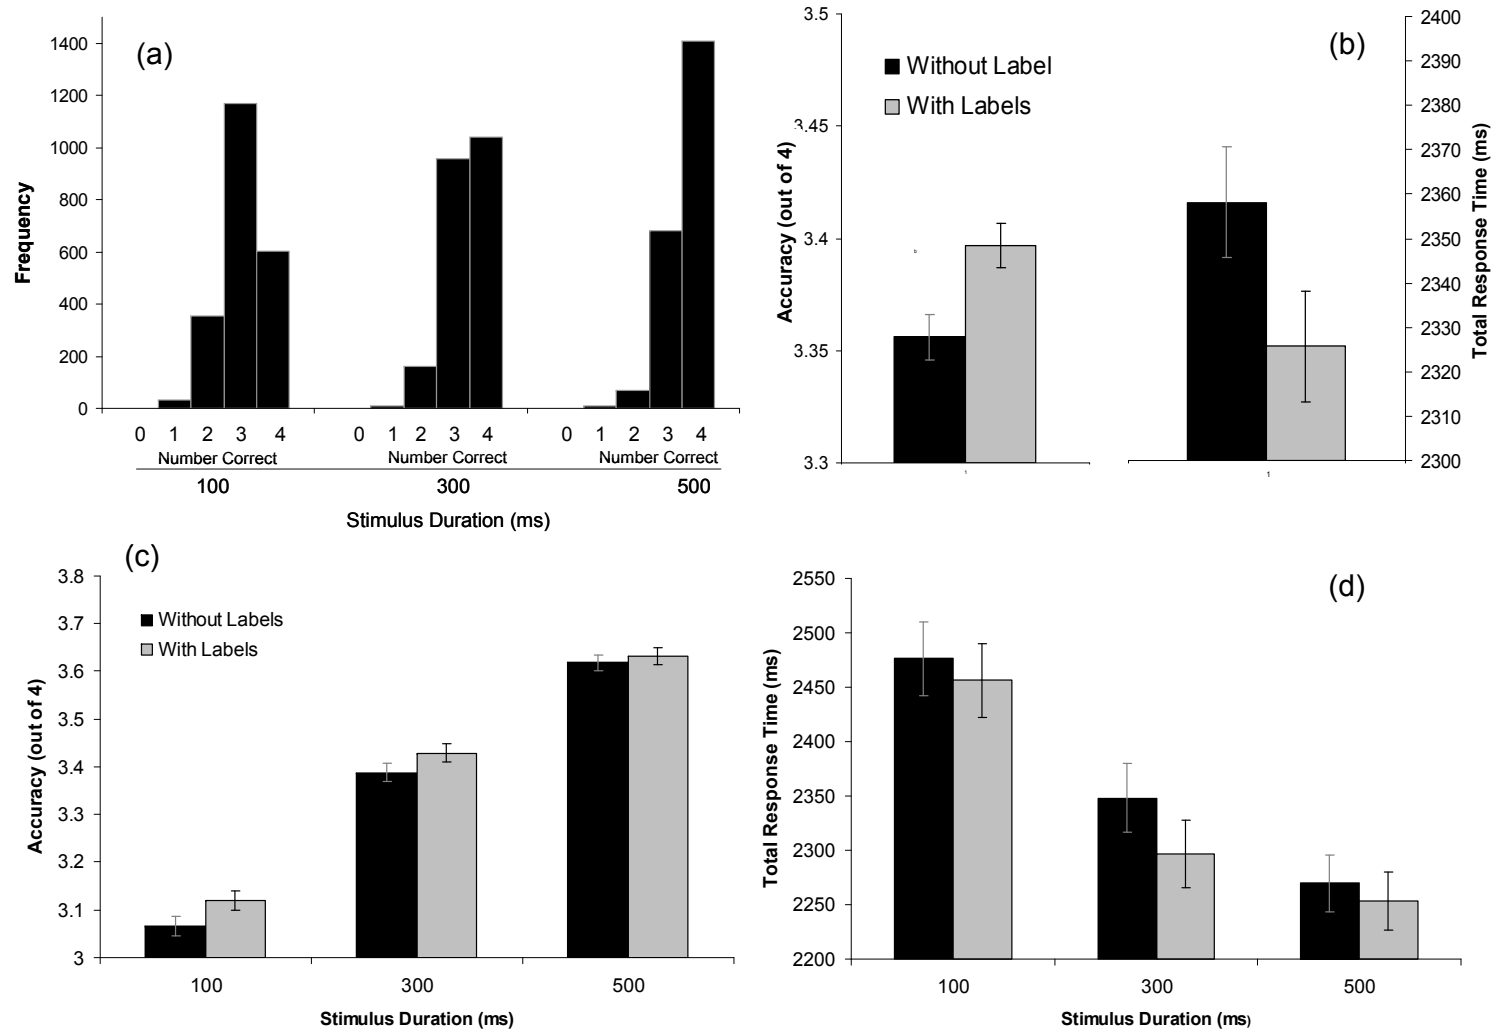 (a)
1400
1200
1000
800
600
400
200
0
Frequency
0 1 2 3 4 0 1 2 3 4 0 1 2 3 4
Number Correct Number Correct Number Correct
100 300 500
Stimulus Duration (ms)
(b)
3.5
3.45
3.4
3.35
3.3
Accuracy (out of 4)
Without Label
With Labels
2400
2390
2380
2370
2360
2350
2340
2330
2320
2310
2300
Total Response Time (ms)
b
1 1
(c)
3.8
3.7
3.6
3.5
3.4
3.3
3.2
3.1
3
Accuracy (out of 4)
Without Labels
With Labels
100 300 500
Stimulus Duration (ms)
(d)
2550
2500
2450
2400
2350
2300
2250
2200
Total Response Time (ms)
100 300 500
Stimulus Duration (ms)